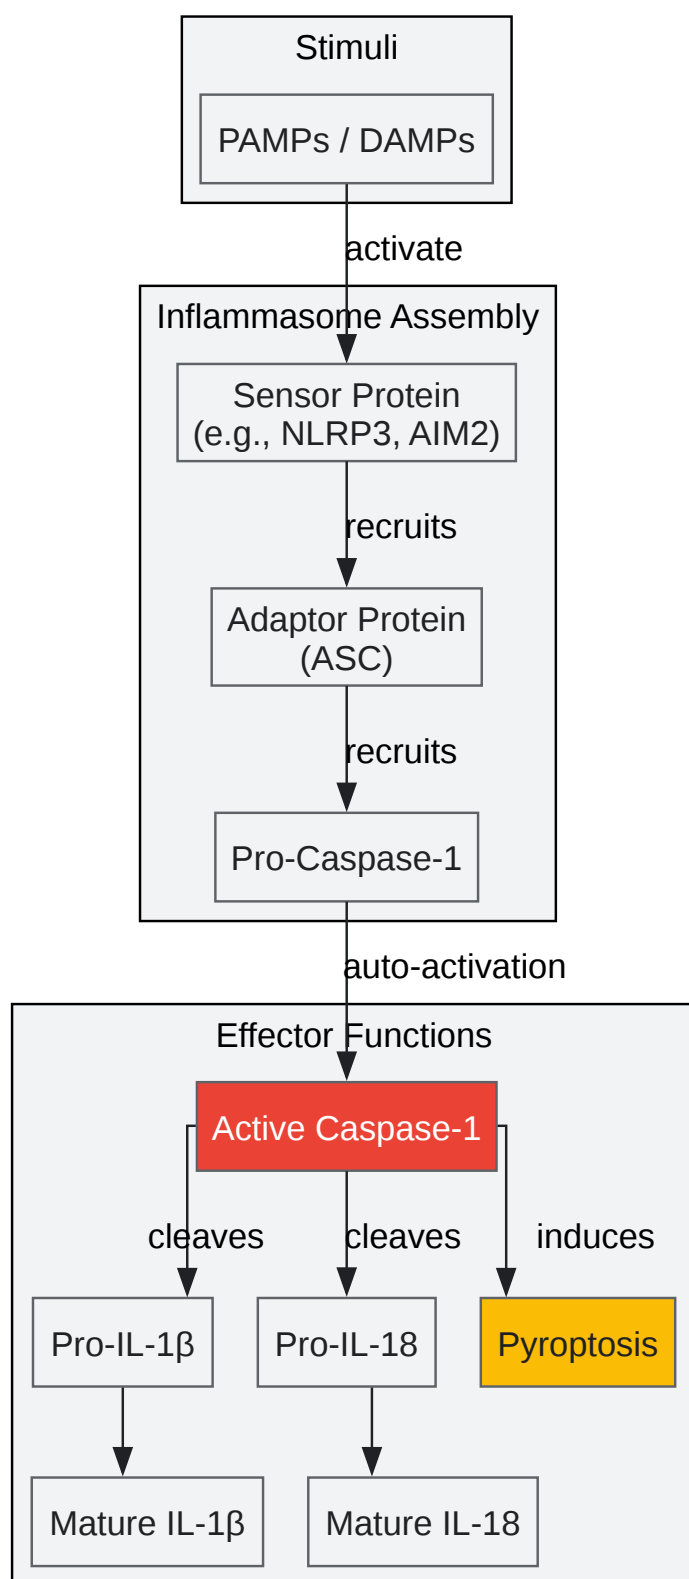 Stimuli
PAMPs / DAMPs
activate
Inflammasome Assembly
Sensor Protein
(e.g., NLRP3, AIM2)
recruits
Adaptor Protein
(ASC)
recruits
Pro-Caspase-1
auto-activation
Effector Functions
Active Caspase-1
cleaves
cleaves
induces
Pro-IL-1β
Pro-IL-18
Pyroptosis
Mature IL-1β
Mature IL-18